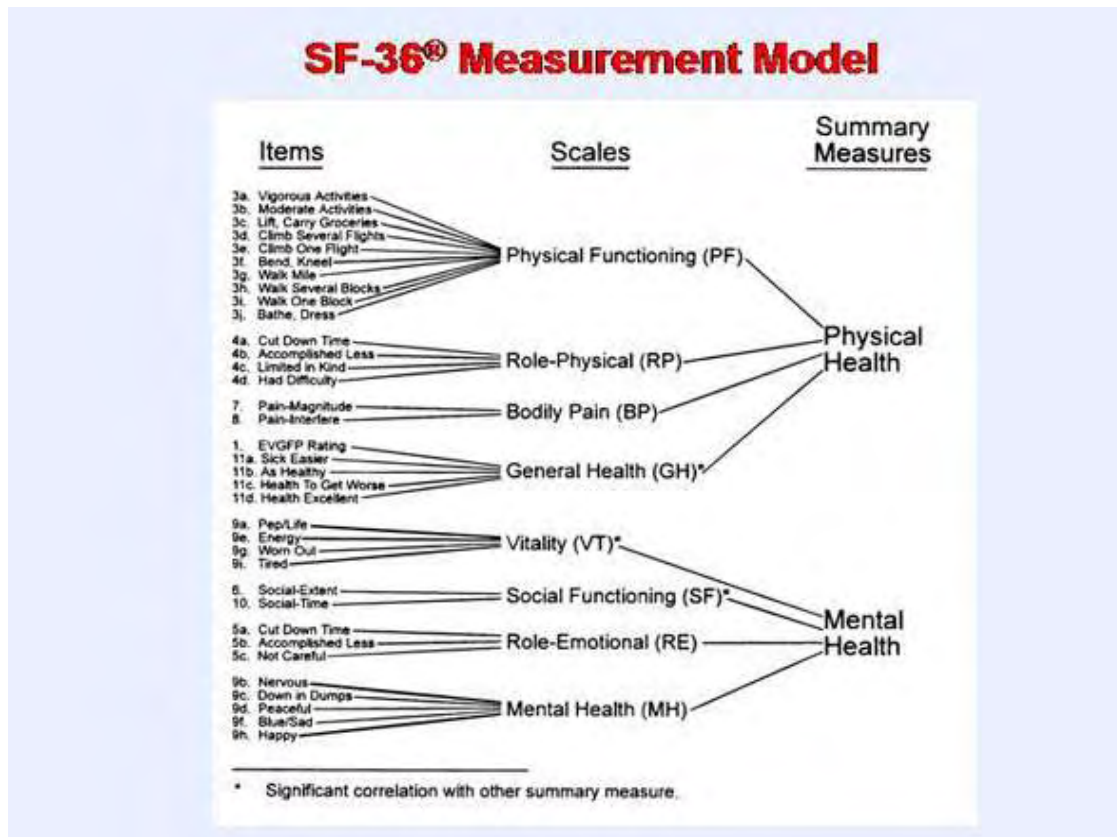 SF-36® Measurement Model
Items
Scales
Summary
Measures
3a. Vigorous Activities
3b. Moderate Activities
3c. Lift, Carry Groceries
3d. Climb Several Flights
3e. Climb One Flight
3f. Bend, Kneel
3g. Walk Mile
3h. Walk Several Blocks
3i. Walk One Block
3j. Bathe, Dress
Physical Functioning (PF)
4a. Cut Down Time
4b. Accomplished Less
4c. Limited in Kind
4d. Had Difficulty
Role-Physical (RP)
7. Pain-Magnitude
8. Pain-Interfere
Bodily Pain (BP)
1. EVGFP Rating
11a. Sick Easier
11b. As Healthy
11c. Health To Get Worse
11d. Health Excellent
General Health (GH)*
Physical
Health
9a. Pep/Life
9e. Energy
9g. Worn Out
9i. Tired
Vitality (VT)*
6. Social-Extent
10. Social-Time
Social Functioning (SF)*
5a. Cut Down Time
5b. Accomplished Less
5c. Not Careful
Role-Emotional (RE)
9b. Nervous
9c. Down in Dumps
9d. Peaceful
9f. Blue/Sad
9h. Happy
Mental Health (MH)
Mental
Health
* Significant correlation with other summary measure.